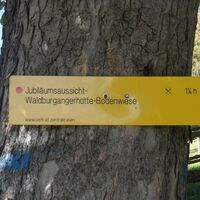 Jubiläumsaussicht- 1¼ h
Waldburgangerhütte-Bodenwiese